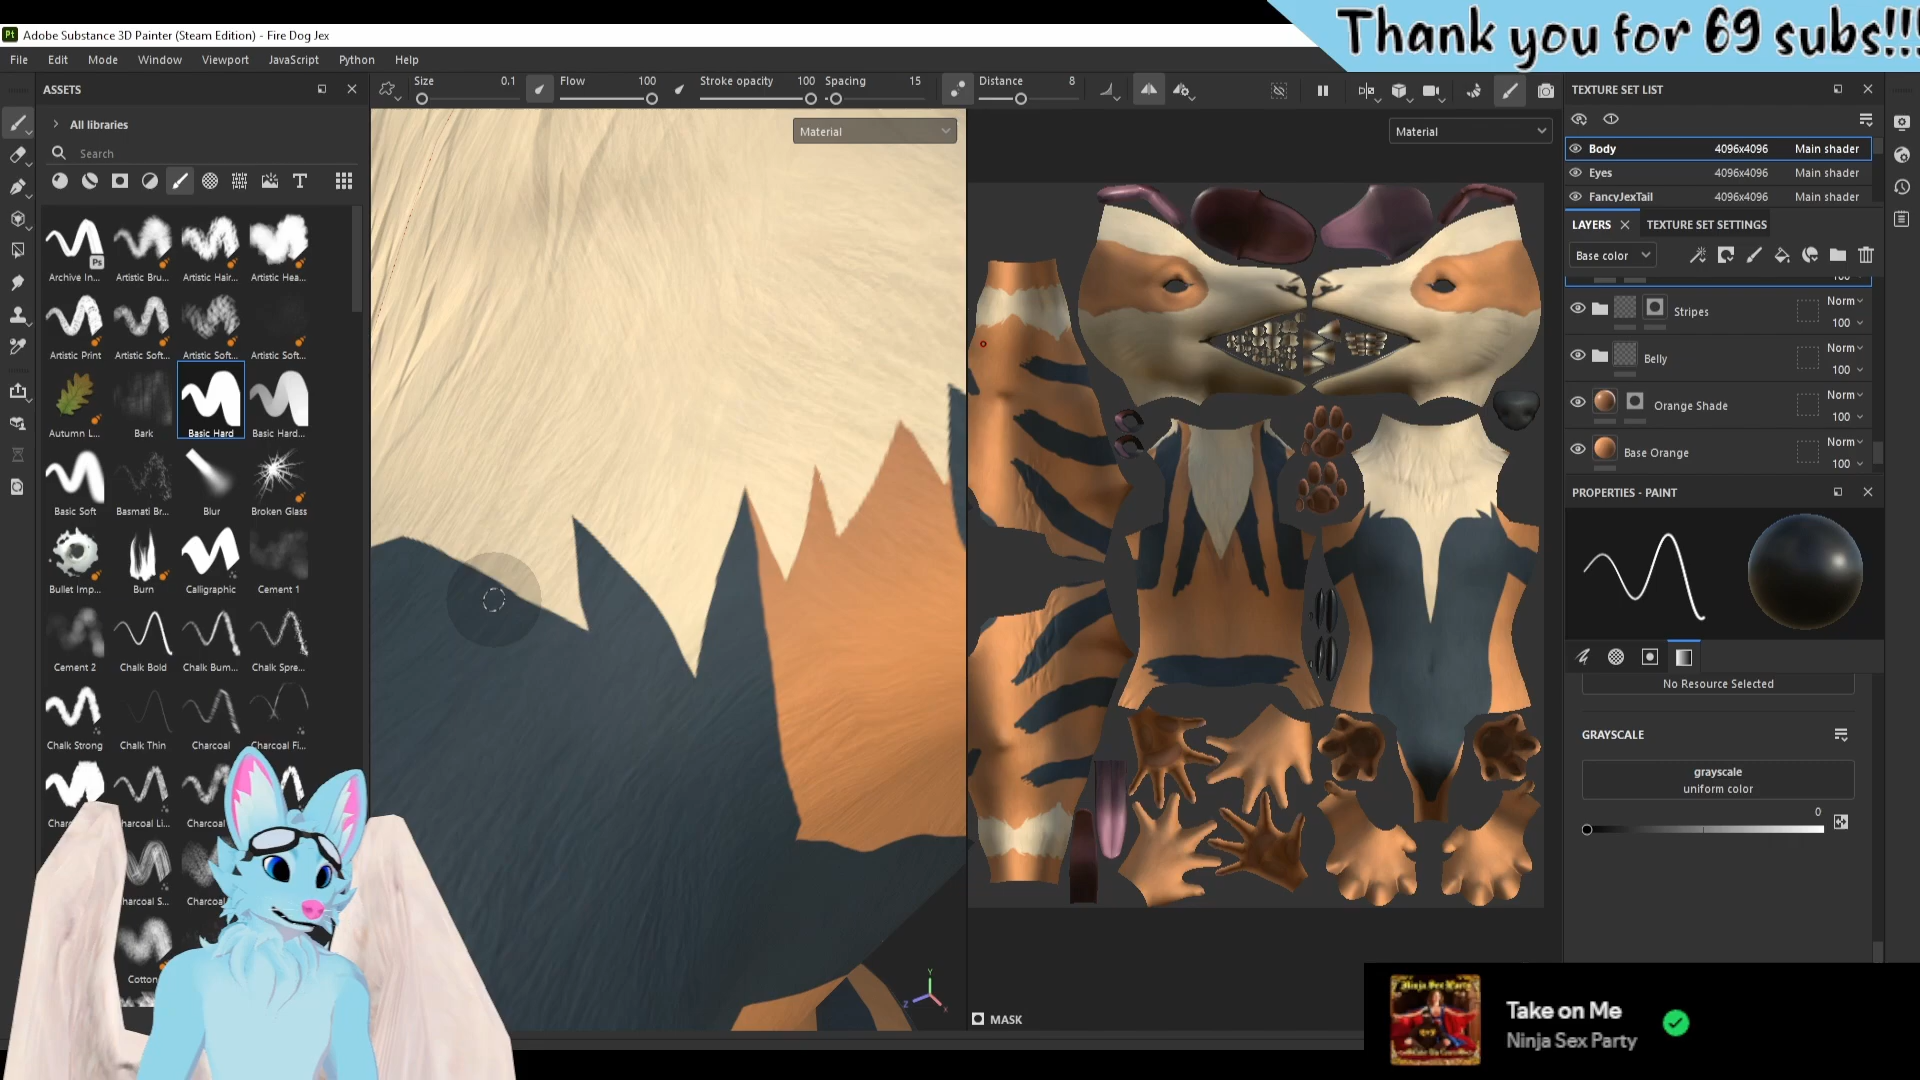 Thank you for 69 subs!!!
Adobe Substance 3D Painter (Steam Edition) - Fire Dog Jex
File Edit Mode Window Viewport JavaScript Python Help
ASSETS
Size 0.1 Flow 100 Stroke opacity 100 Spacing 15 Distance 8
TEXTURE SET LIST
All libraries
Material
Material
Search
Body 4096x4096 Main shader
Eyes 4096x4096 Main shader
FancyJexTail 4096x4096 Main shader
LAYERS TEXTURE SET SETTINGS
Base color
Archive In... Artistic Bru... Artistic Hair... Artistic Hea...
100
Stripes Norm
100
Artistic Print Artistic Soft... Artistic Soft... Artistic Soft...
Belly Norm
100
Orange Shade Norm
100
Autumn L... Bark Basic Hard Basic Hard...
Base Orange Norm
100
Basic Soft Basmati Br... Blur Broken Glass
PROPERTIES - PAINT
Bullet Imp... Burn Calligraphic Cement 1
Cement 2 Chalk Bold Chalk Bum... Chalk Spre...
No Resource Selected
GRAYSCALE
Chalk Strong Chalk Thin Charcoal Charcoal Fi...
grayscale
uniform color
0
Cotton
Y
Z
X
MASK
Take on Me
Ninja Sex Party